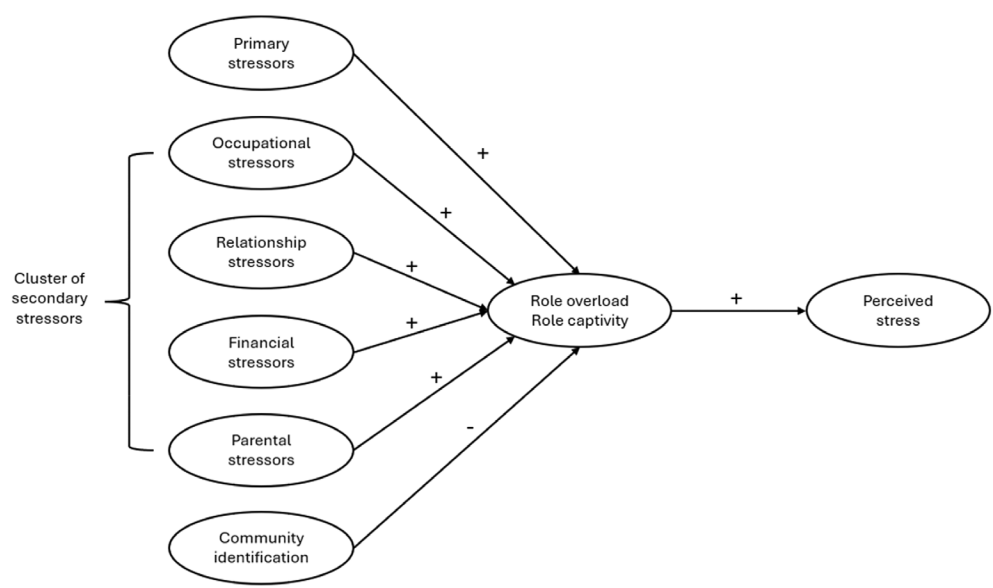 Primary
stressors
+
Occupational
stressors
+
Relationship
stressors
+
Cluster of
secondary
stressors
Role overload
Role captivity
+
Perceived
stress
+
Financial
stressors
+
Parental
stressors
-
Community
identification